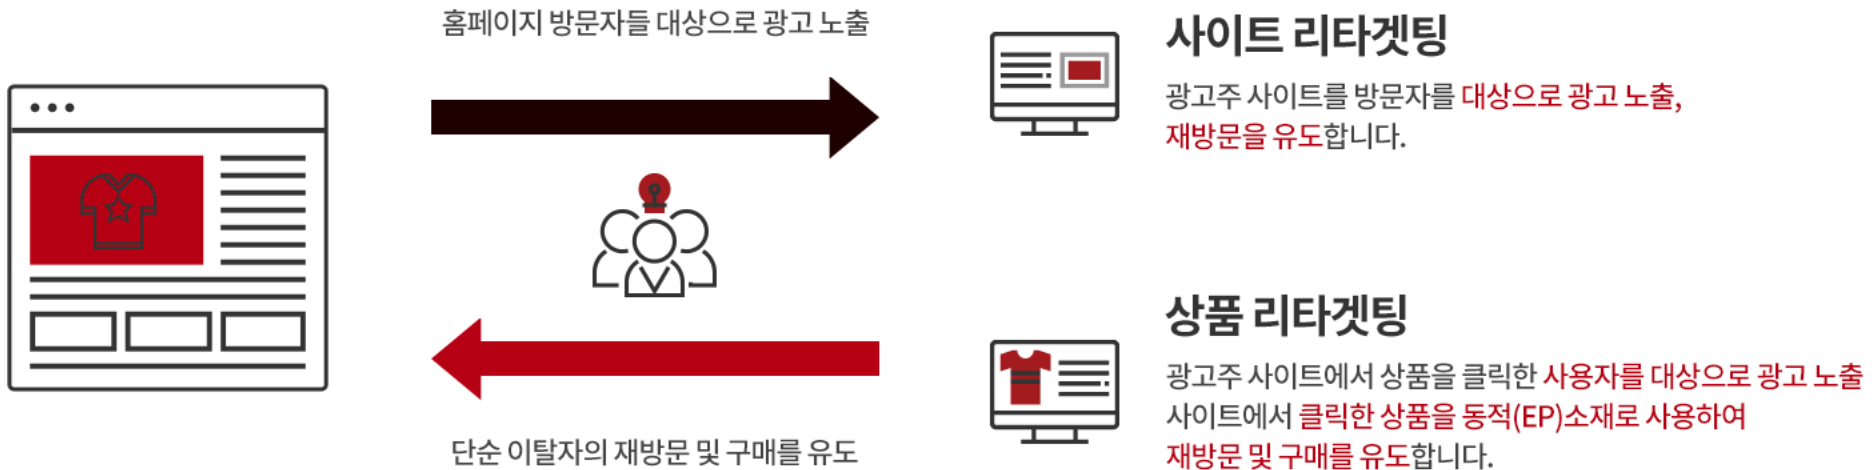 홈페이지 방문자들 대상으로 광고 노출
단순 이탈자의 재방문 및 구매를 유도
사이트 리타겟팅
광고주 사이트를 방문자를 대상으로 광고 노출,
재방문을 유도합니다.
상품 리타겟팅
광고주 사이트에서 상품을 클릭한 사용자를 대상으로 광고 노출
사이트에서 클릭한 상품을 동적(EP)소재로 사용하여
재방문 및 구매를 유도합니다.